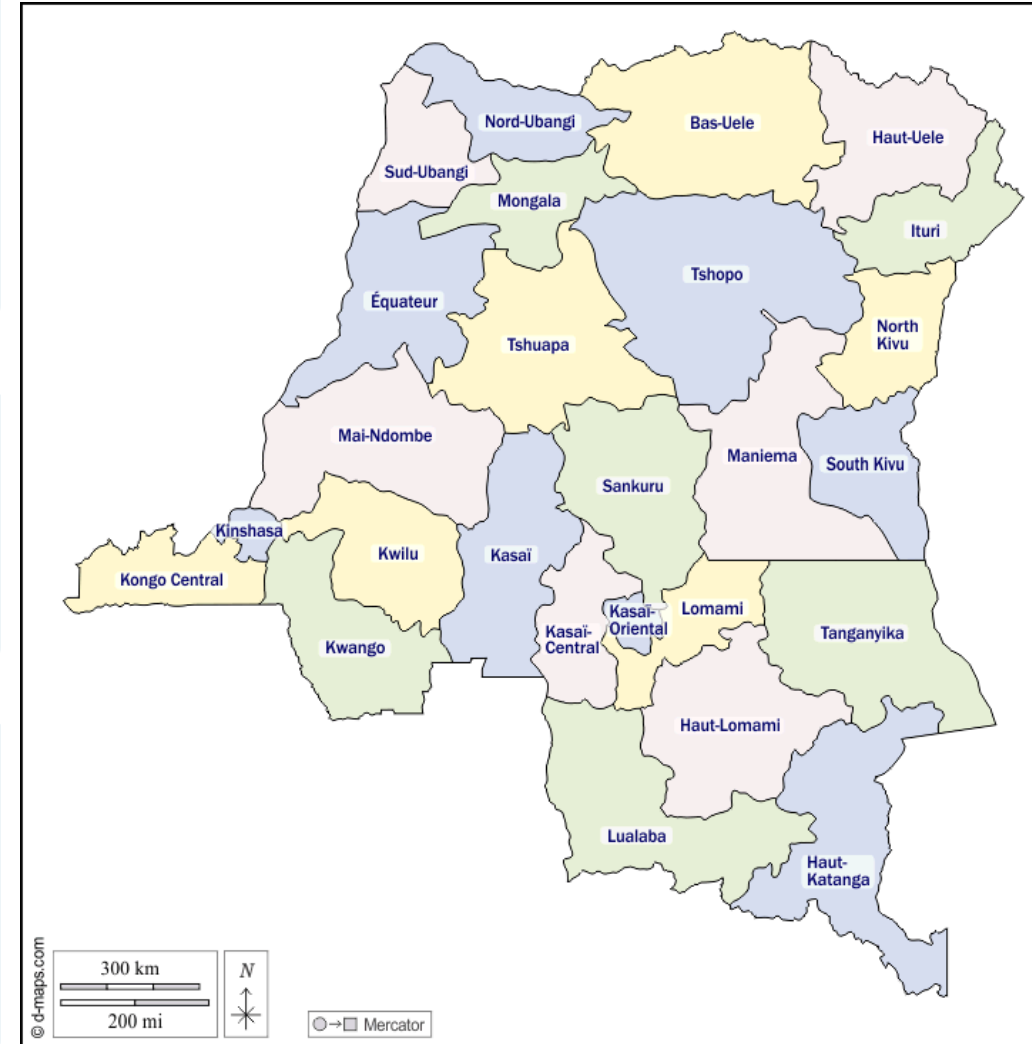 Nord-Ubangi
Bas-Uele
Haut-Uele
Sud-Ubangi
Mongala
Ituri
Tshopo
Équateur
North
Kivu
Tshuapa
Mai-Ndombe
Maniema
South Kivu
Sankuru
Kinshasa
Kwilu
Kasaï
Kongo Central
Lomami
Kasaï-
Oriental
Kasaï-
Central
Tanganyika
Kwango
Haut-Lomami
Lualaba
Haut-
Katanga
© d-maps.com
300 km
200 mi
N
Mercator